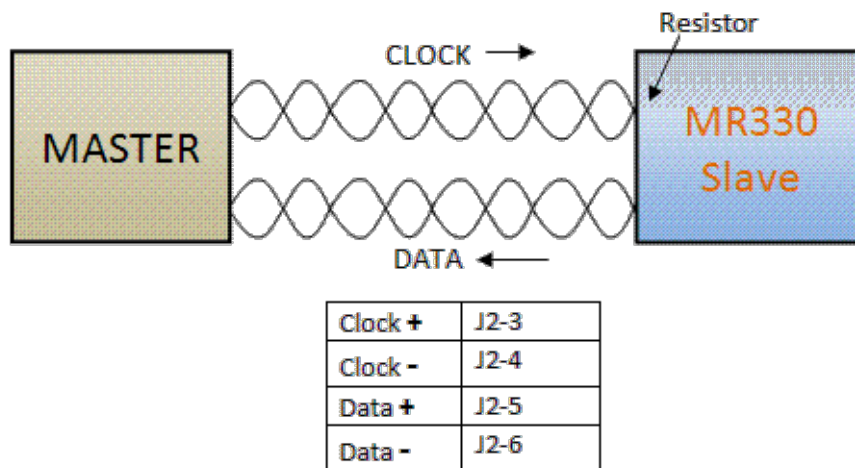 Resistor
CLOCK
MASTER
MR330
Slave
DATA
Clock + J2-3
Clock - J2-4
Data + J2-5
Data - J2-6